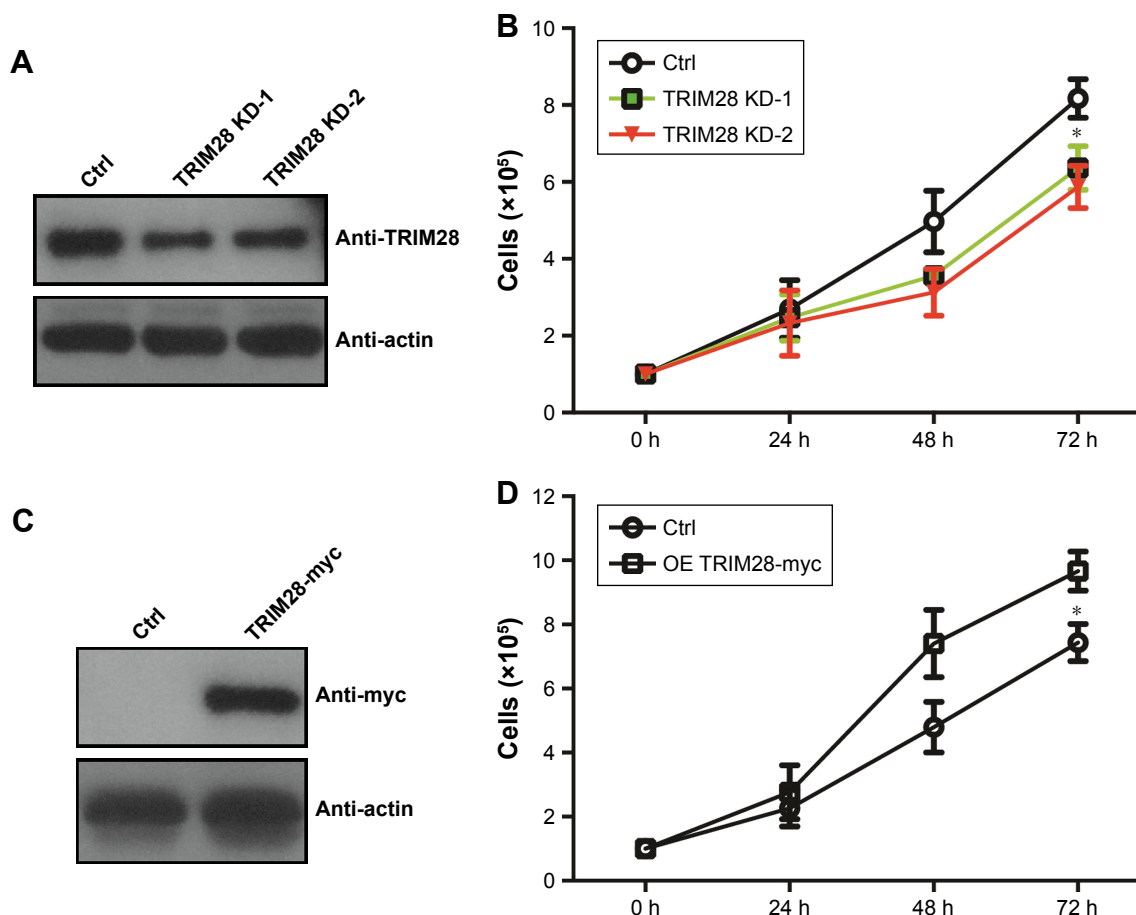 A
Ctrl
TRIM28 KD-1
TRIM28 KD-2
Anti-TRIM28
Anti-actin
B
10
8
6
4
2
0
Cells (×10⁵)
Ctrl
TRIM28 KD-1
TRIM28 KD-2
*
0 h
24 h
48 h
72 h
C
Ctrl
TRIM28-myc
Anti-myc
Anti-actin
D
12
10
8
6
4
2
0
Cells (×10⁵)
Ctrl
OE TRIM28-myc
*
0 h
24 h
48 h
72 h